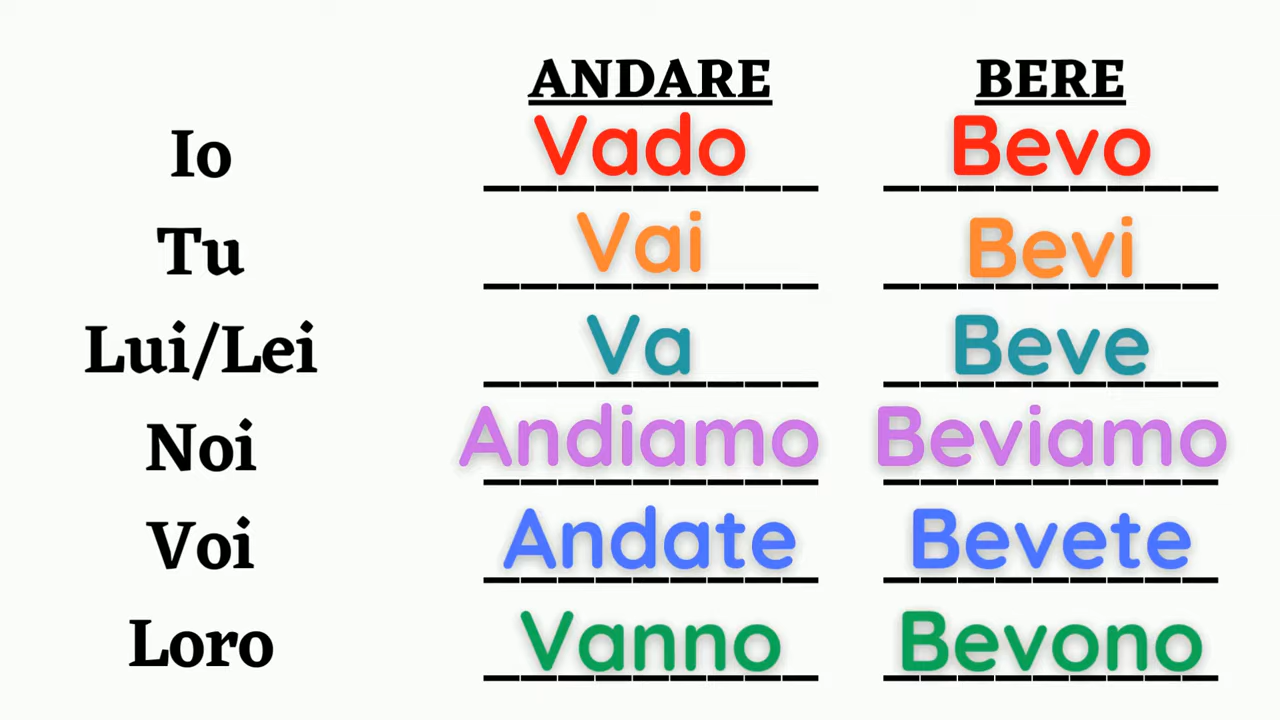 ANDARE BERE
Io Vado Bevo
Tu Vai Bevi
Lui/Lei Va Beve
Noi Andiamo Beviamo
Voi Andate Bevete
Loro Vanno Bevono